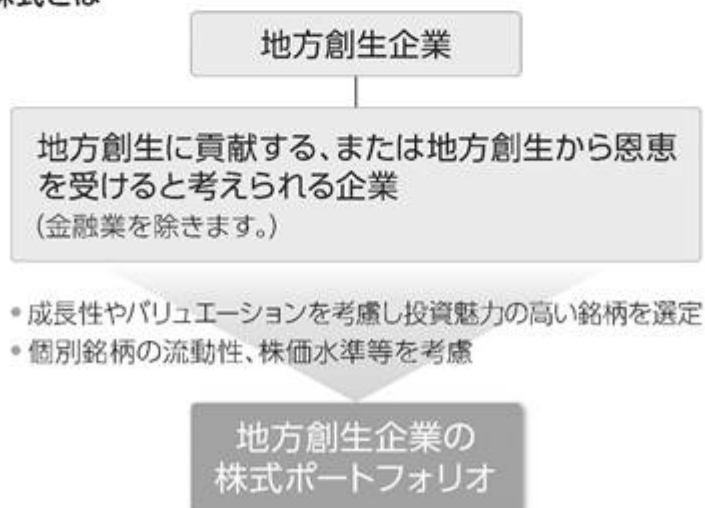 株式とは
地方創生企業
地方創生に貢献する、または地方創生から恩恵
を受けると考えられる企業
(金融業を除きます。)
• 成長性やバリュエーションを考慮し投資魅力の高い銘柄を選定
• 個別銘柄の流動性、株価水準等を考慮
地方創生企業の
株式ポートフォリオ